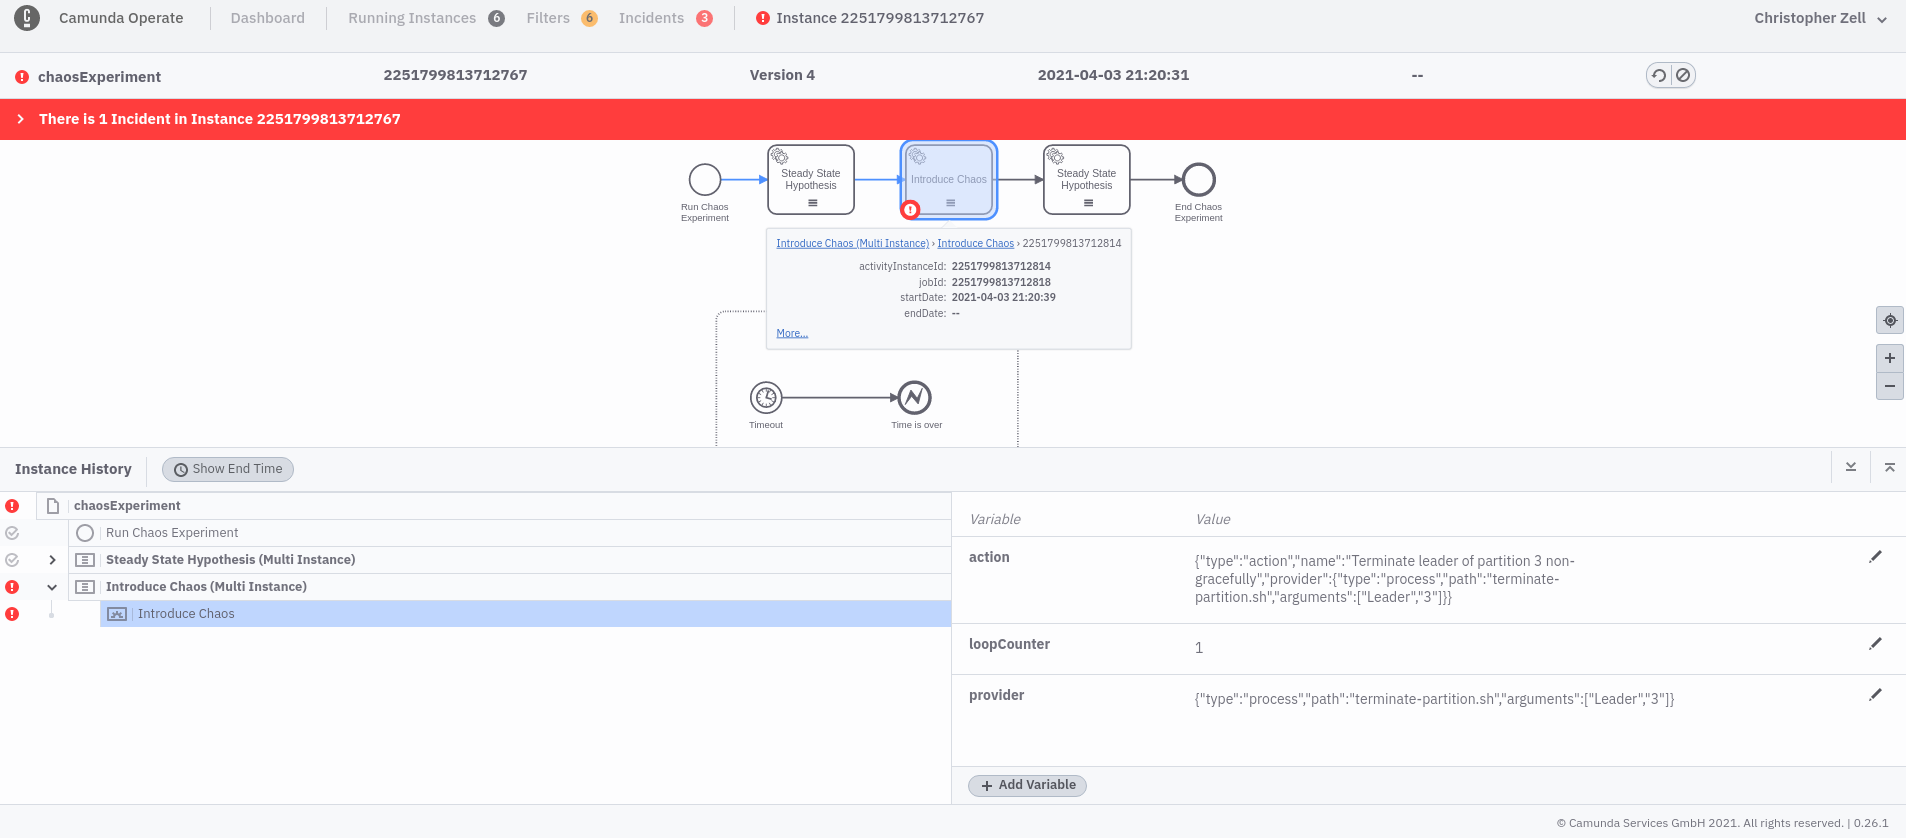 Camunda Operate
Dashboard
Running Instances 6
Filters 6
Incidents 3
Instance 2251799813712767
Christopher Zell
chaosExperiment
2251799813712767
Version 4
2021-04-03 21:20:31
--
There is 1 Incident in Instance 2251799813712767
Run Chaos
Experiment
Steady State
Hypothesis
Introduce Chaos
Steady State
Hypothesis
End Chaos
Experiment
Introduce Chaos (Multi Instance) › Introduce Chaos › 2251799813712814
activityInstanceId: 2251799813712814
jobId: 2251799813712818
startDate: 2021-04-03 21:20:39
endDate: --
More...
Timeout
Time is over
Instance History
Show End Time
chaosExperiment
Run Chaos Experiment
Steady State Hypothesis (Multi Instance)
Introduce Chaos (Multi Instance)
Introduce Chaos
Variable Value
action
{"type":"action","name":"Terminate leader of partition 3 non-
gracefully","provider":{"type":"process","path":"terminate-
partition.sh","arguments":["Leader","3"]}}
loopCounter
1
provider
{"type":"process","path":"terminate-partition.sh","arguments":["Leader","3"]}
+ Add Variable
© Camunda Services GmbH 2021. All rights reserved. | 0.26.1